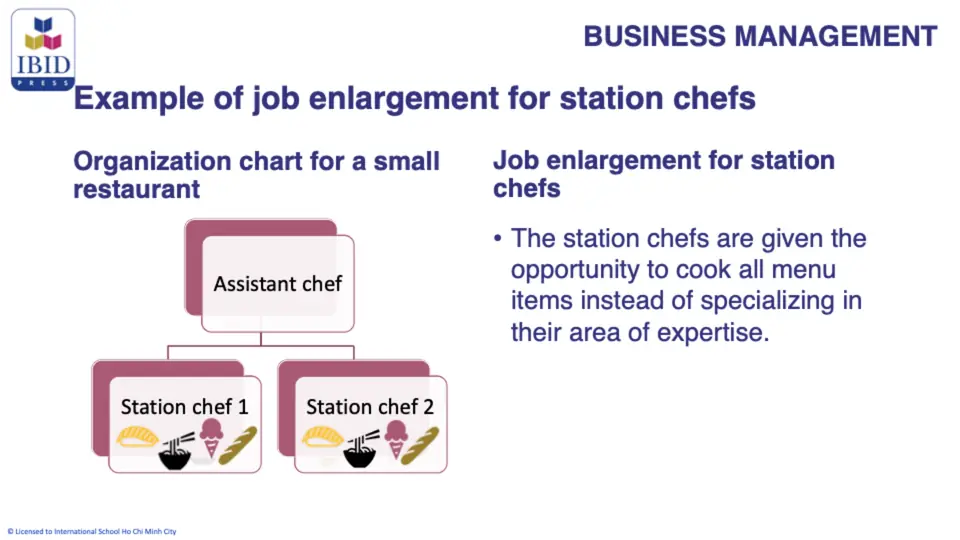 IBID
PRESS
BUSINESS MANAGEMENT
Example of job enlargement for station chefs
Organization chart for a small
restaurant
Assistant chef
Station chef 1
Station chef 2
Job enlargement for station
chefs
• The station chefs are given the
opportunity to cook all menu
items instead of specializing in
their area of expertise.
© Licensed to International School Ho Chi Minh City